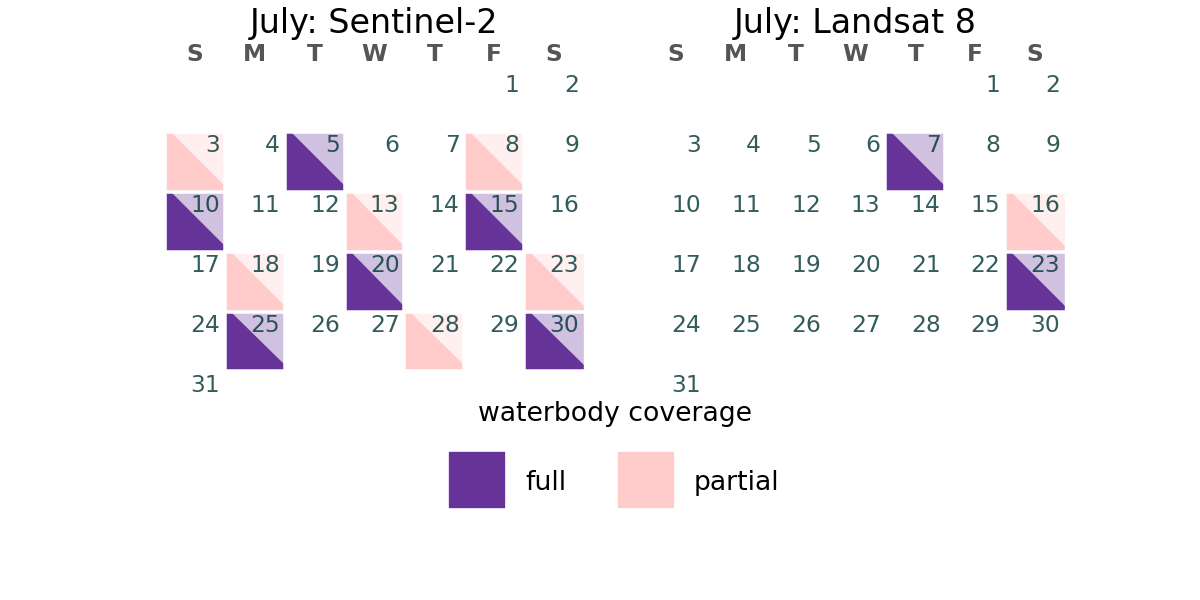 July: Sentinel-2
S M T W T F S
1 2
3 4 5 6 7 8 9
10 11 12 13 14 15 16
17 18 19 20 21 22 23
24 25 26 27 28 29 30
31
July: Landsat 8
S M T W T F S
1 2
3 4 5 6 7 8 9
10 11 12 13 14 15 16
17 18 19 20 21 22 23
24 25 26 27 28 29 30
31
waterbody coverage
full partial